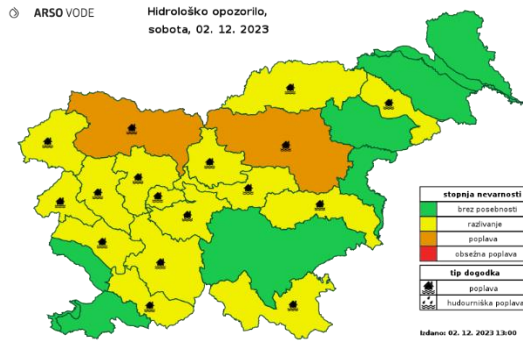 ARSO VODE
Hidrološko opozorilo,
sobota, 02. 12. 2023
stopnja nevarnosti
brez posebnosti
razlivanje
poplava
obsežna poplava
tip dogodka
poplava
hudourniška poplava
Izdano: 02. 12. 2023 13:00